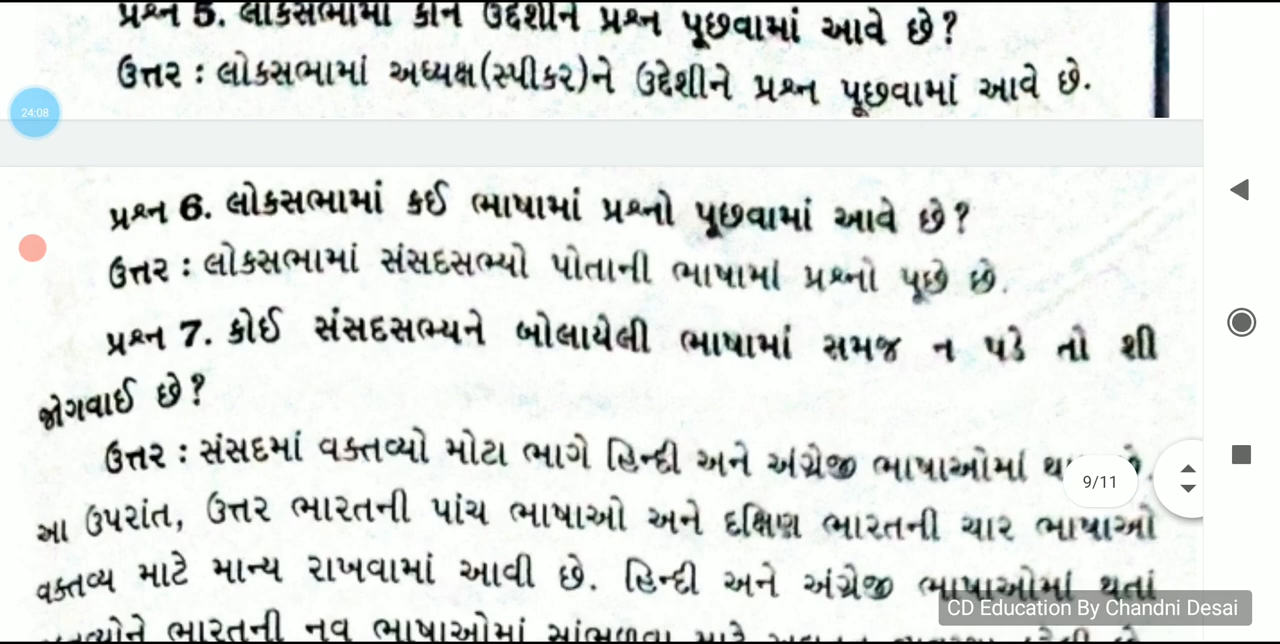 પ્રશ્ન 5. લોકસભામાં કોને ઉદ્દેશીને પ્રશ્ન પૂછવામાં આવે છે?
ઉત્તર : લોકસભામાં અધ્યક્ષ(સ્પીકર)ને ઉદ્દેશીને પ્રશ્ન પૂછવામાં આવે છે.
24:08
પ્રશ્ન 6. લોકસભામાં કઈ ભાષામાં પ્રશ્નો પૂછવામાં આવે છે?
ઉત્તર : લોકસભામાં સંસદસભ્યો પોતાની ભાષામાં પ્રશ્નો પૂછે છે.
પ્રશ્ન 7. કોઈ સંસદસભ્યને બોલાયેલી ભાષામાં સમજ ન પડે તો શી
જોગવાઈ છે?
ઉત્તર : સંસદમાં વક્તવ્યો મોટા ભાગે હિન્દી અને અંગ્રેજી ભાષાઓમાં
9/11
આ ઉપરાંત, ઉત્તર ભારતની પાંચ ભાષાઓ અને દક્ષિણ ભારતની ચાર ભાષાઓ
વક્તવ્ય માટે માન્ય રાખવામાં આવી છે. હિન્દી અને અંગ્રેજી ભાષાઓમાં થતાં
CD Education By Chandni Desai
ભારતની નવ ભાષાઓમાં સાંભળવા માટે